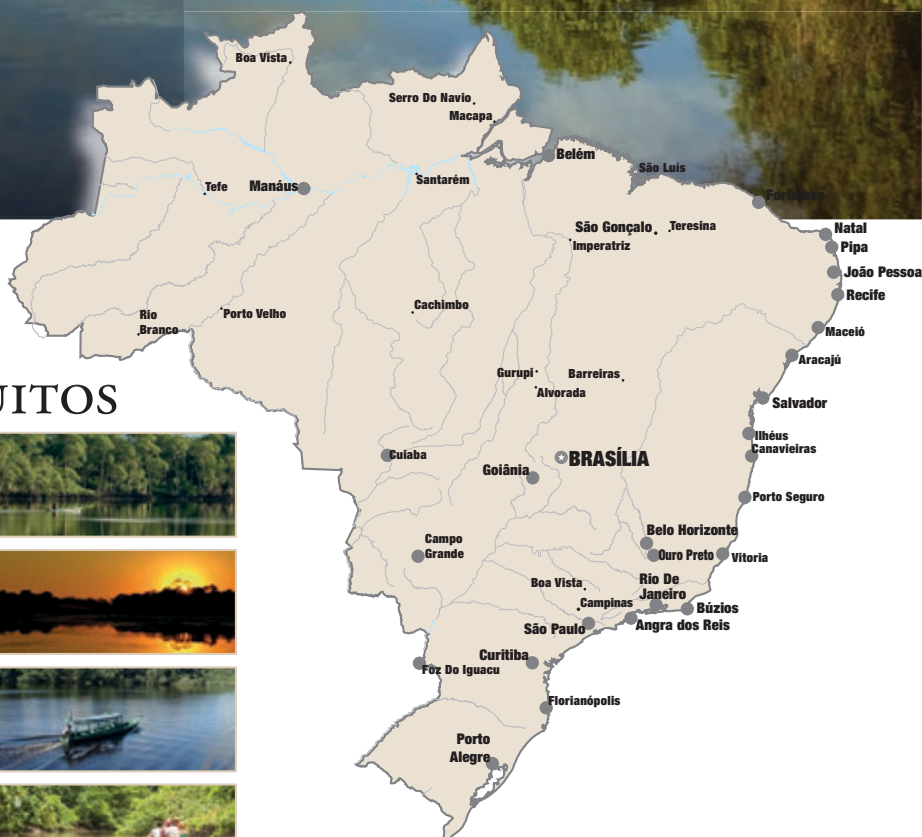 Boa Vista
Serro Do Navio
Macapa
Belém
São Luís
Tefe
Manáus
Santarém
Fortaleza
São Gonçalo
Teresina
Imperatriz
Natal
Pipa
João Pessoa
Recife
Rio
Branco
Porto Velho
Cachimbo
Maceió
Aracajú
Gurupi
Barreiras
Alvorada
UITOS
Salvador
Ilhéus
Canavieiras
Cuiaba
Goiânia
BRASÍLIA
Porto Seguro
Campo
Grande
Belo Horizonte
Ouro Preto
Vitoria
Boa Vista
Rio De
Janeiro
Campinas
Búzios
São Paulo
Angra dos Reis
Curitiba
Foz Do Iguacu
Florianópolis
Porto
Alegre